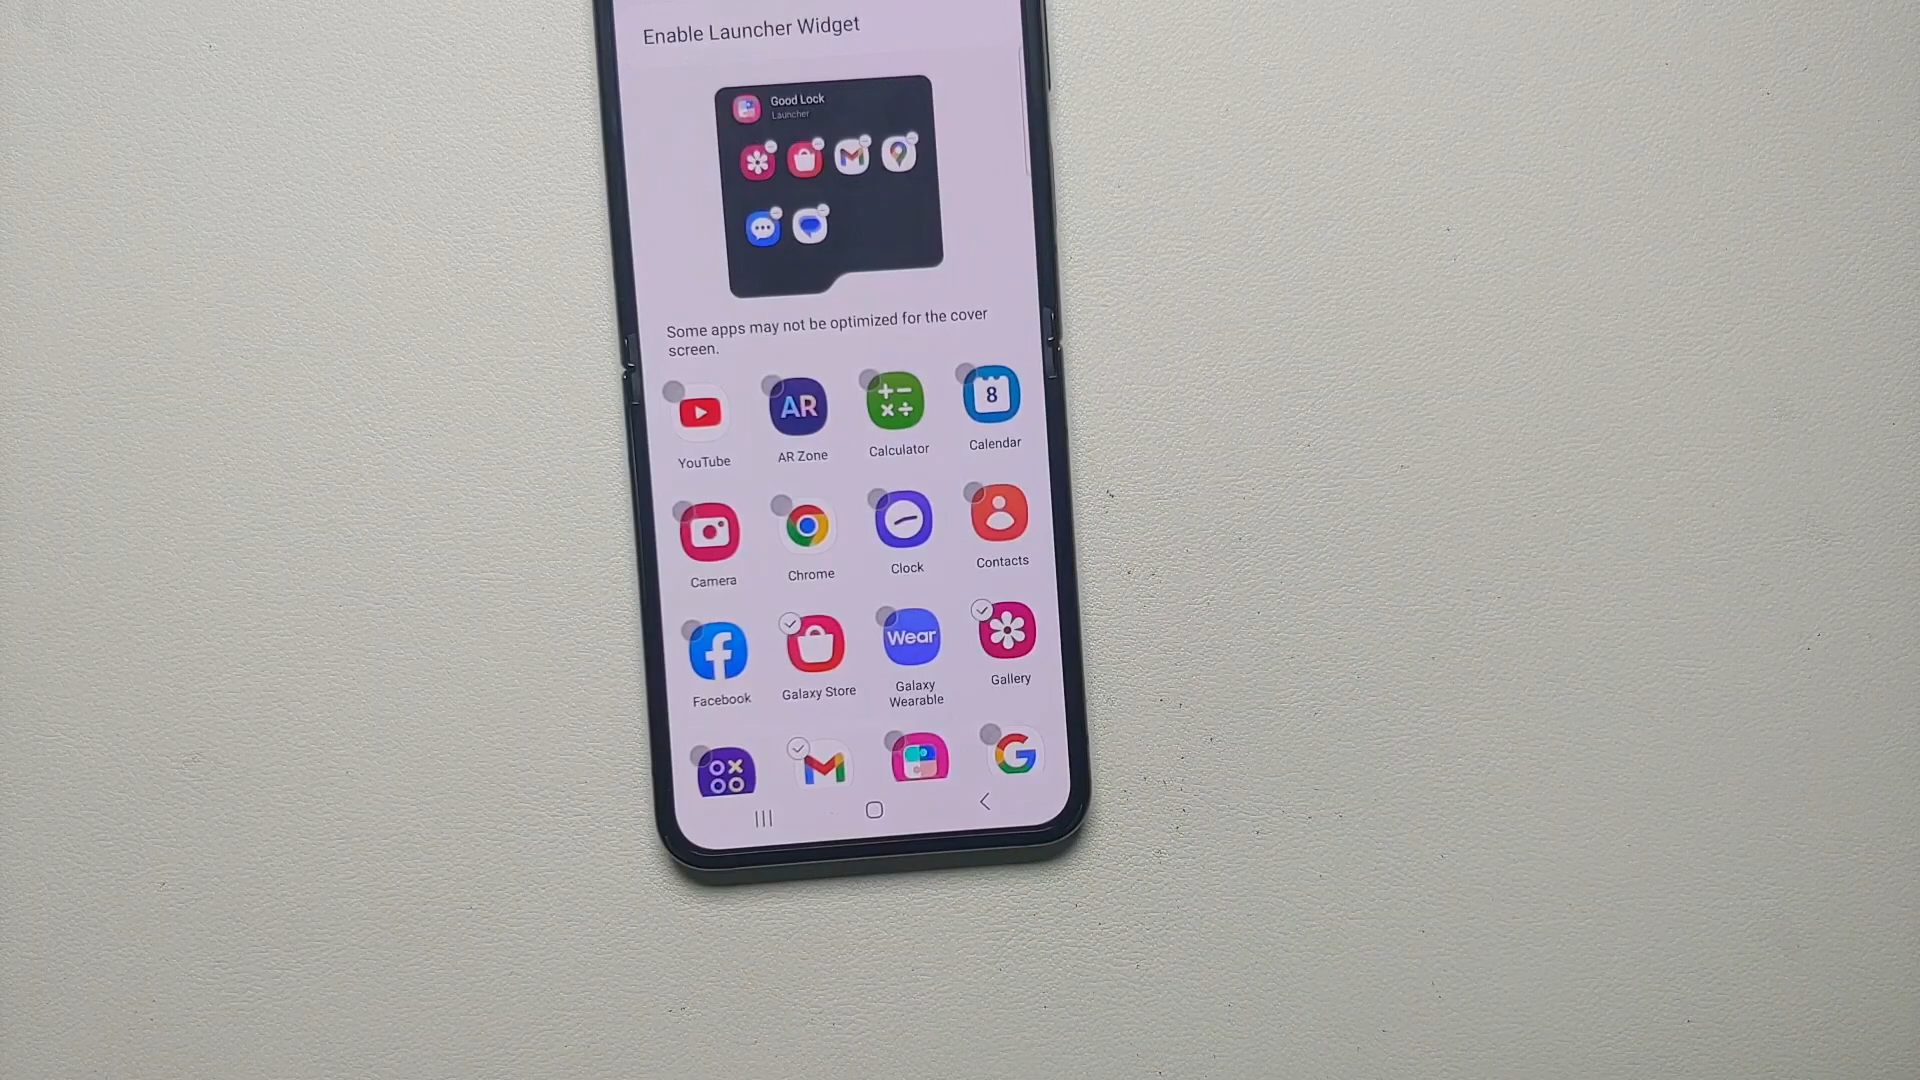 Enable Launcher Widget
Good Lock
Launcher
Some apps may not be optimized for the cover
screen.
8
AR
YouTube
AR Zone
Calculator
Calendar
Camera
Chrome
Clock
Contacts
Wear
Facebook
Galaxy Store
Galaxy
Wearable
Gallery